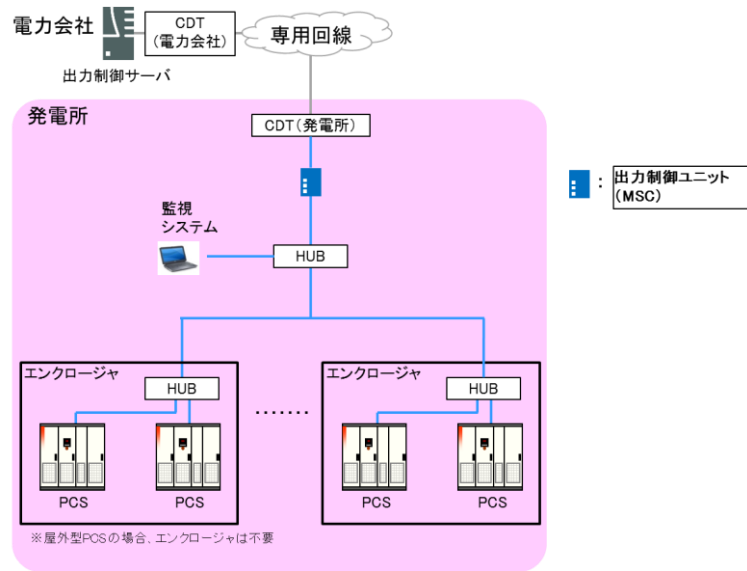 電力会社
CDT
(電力会社)
専用回線
出力制御サーバ
発電所
CDT(発電所)
：
出力制御ユニット
(MSC)
監視
システム
HUB
エンクロージャ
HUB
PCS
PCS
.......
エンクロージャ
HUB
PCS
PCS
※屋外型PCSの場合、エンクロージャは不要